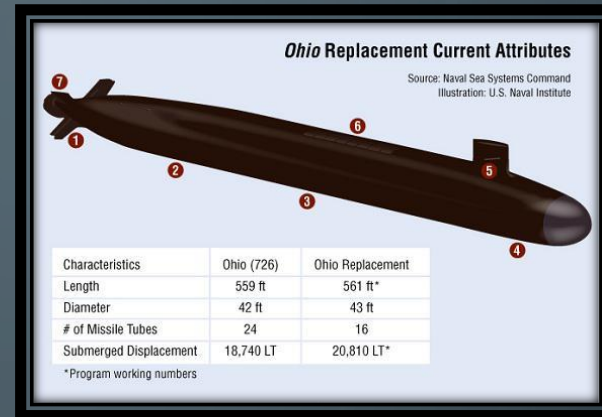 Ohio Replacement Current Attributes
Source: Naval Sea Systems Command
Illustration: U.S. Naval Institute
7
6
1
5
2
3
4
Characteristics Ohio (726) Ohio Replacement
Length 559 ft 561 ft*
Diameter 42 ft 43 ft
# of Missile Tubes 24 16
Submerged Displacement 18,740 LT 20,810 LT*
*Program working numbers